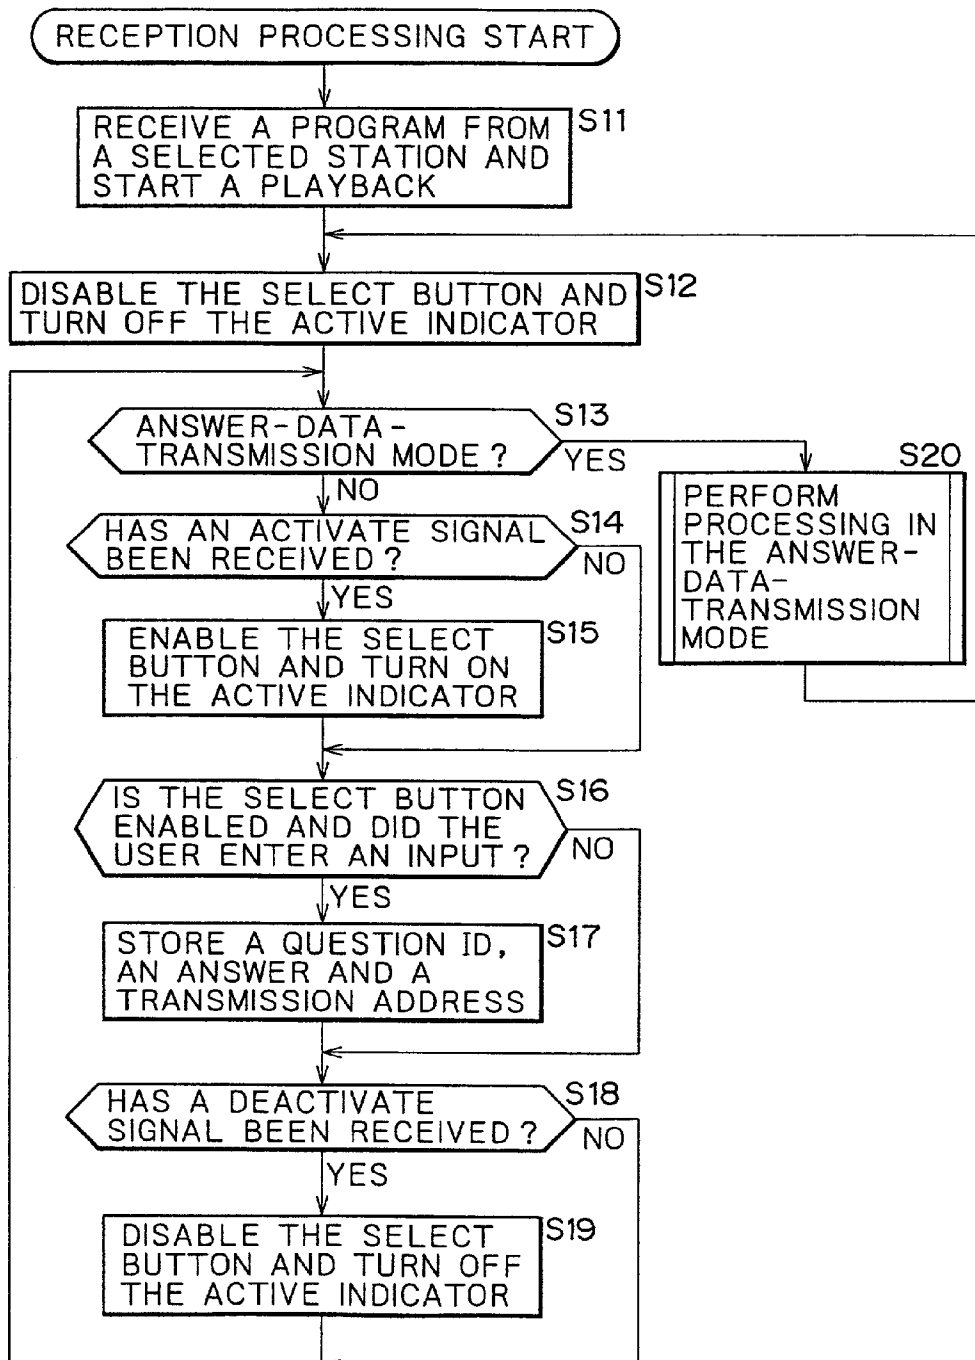 RECEPTION PROCESSING START
S11
RECEIVE A PROGRAM FROM
A SELECTED STATION AND
START A PLAYBACK
S12
DISABLE THE SELECT BUTTON AND
TURN OFF THE ACTIVE INDICATOR
S13
ANSWER-DATA-
TRANSMISSION MODE?
YES
NO
S20
PERFORM
PROCESSING IN
THE ANSWER-
DATA-
TRANSMISSION
MODE
S14
HAS AN ACTIVATE SIGNAL
BEEN RECEIVED?
NO
YES
S15
ENABLE THE SELECT
BUTTON AND TURN ON
THE ACTIVE INDICATOR
S16
IS THE SELECT BUTTON
ENABLED AND DID THE
USER ENTER AN INPUT?
NO
YES
S17
STORE A QUESTION ID,
AN ANSWER AND A
TRANSMISSION ADDRESS
S18
HAS A DEACTIVATE
SIGNAL BEEN RECEIVED?
NO
YES
S19
DISABLE THE SELECT
BUTTON AND TURN OFF
THE ACTIVE INDICATOR